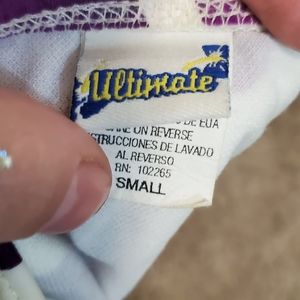 Ultimate
DE EUA
ON REVERSE
INSTRUCCIONES DE LAVADO
AL REVERSO
RN: 102265
SMALL